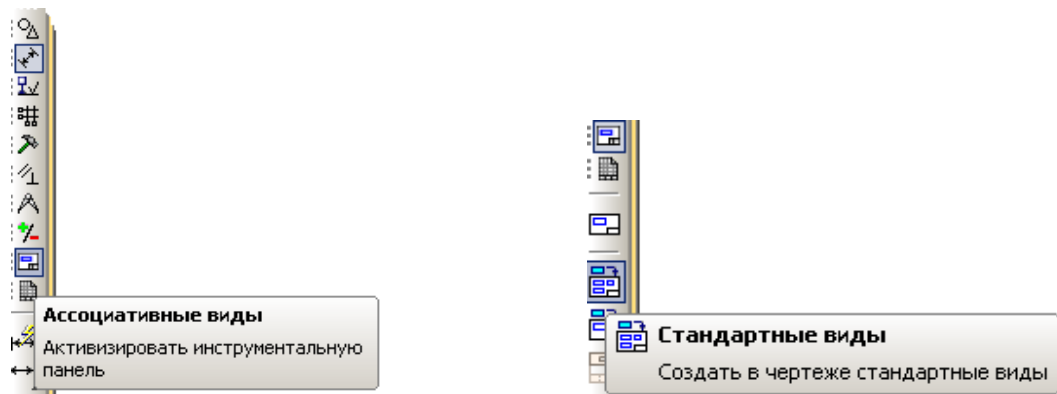 Ассоциативные виды
Активизировать инструментальную
панель
Стандартные виды
Создать в чертеже стандартные виды